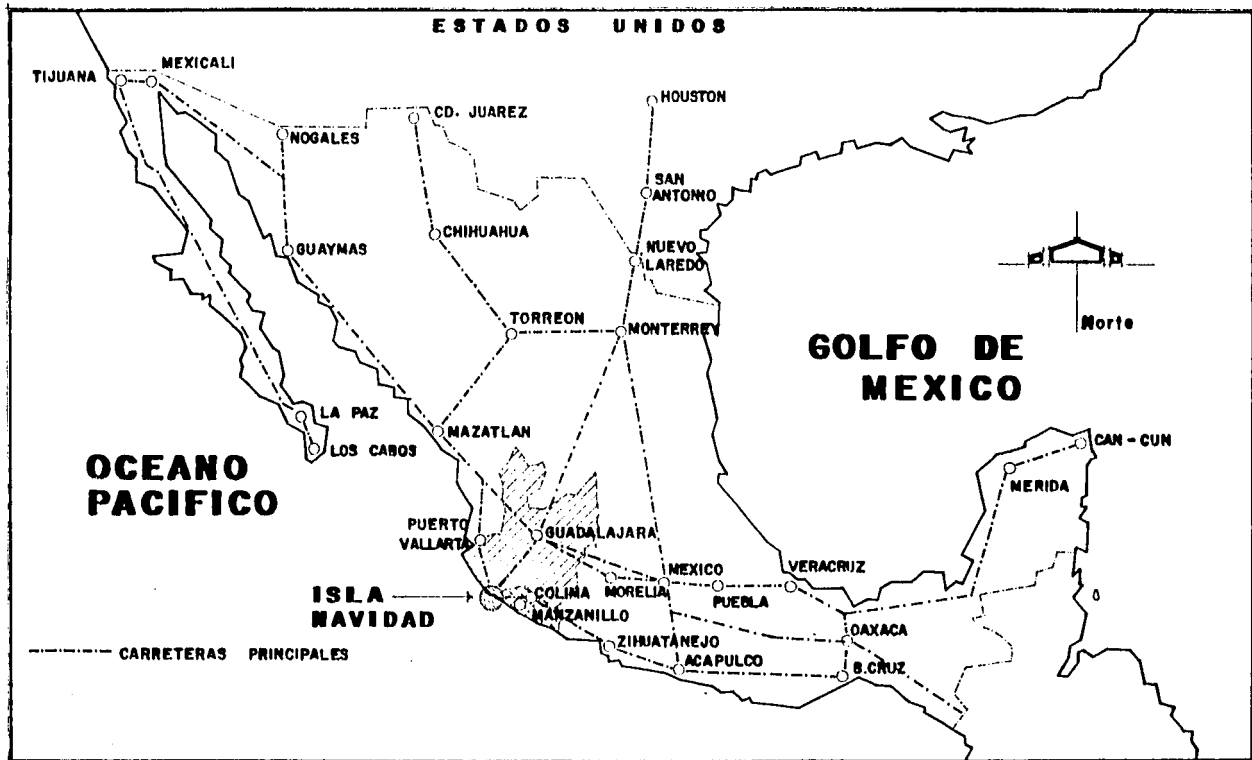 ESTADOS UNIDOS
TIJUANA
MEXICALI
NOGALES
CD. JUAREZ
HOUSTON
SAN
ANTONIO
GUAYMAS
CHIHUAHUA
NUEVO
LAREDO
TORREON
MONTERREY
Norte
GOLFO DE
MEXICO
LA PAZ
LOS CABOS
MAZATLAN
OCEANO
PACIFICO
CAN-CUN
MERIDA
PUERTO
VALLARTA
GUADALAJARA
ISLA
NAVIDAD
COLIMA
MANZANILLO
MORELIA
MEXICO
PUEBLA
VERACRUZ
ZIHUATANEJO
ACAPULCO
OAXACA
B.CRUZ
CARRETERAS PRINCIPALES